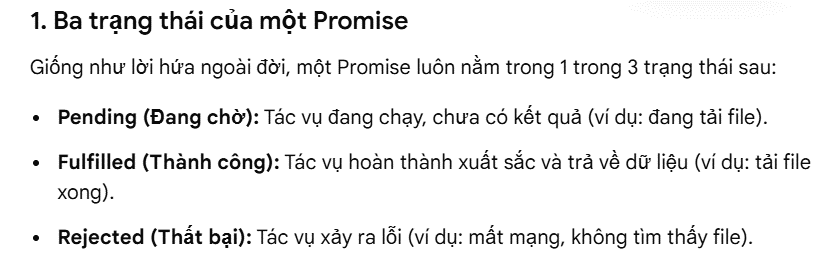 1. Ba trạng thái của một Promise
Giống như lời hứa ngoài đời, một Promise luôn nằm trong 1 trong 3 trạng thái sau:
• Pending (Đang chờ): Tác vụ đang chạy, chưa có kết quả (ví dụ: đang tải file).
• Fulfilled (Thành công): Tác vụ hoàn thành xuất sắc và trả về dữ liệu (ví dụ: tải file
xong).
• Rejected (Thất bại): Tác vụ xảy ra lỗi (ví dụ: mất mạng, không tìm thấy file).